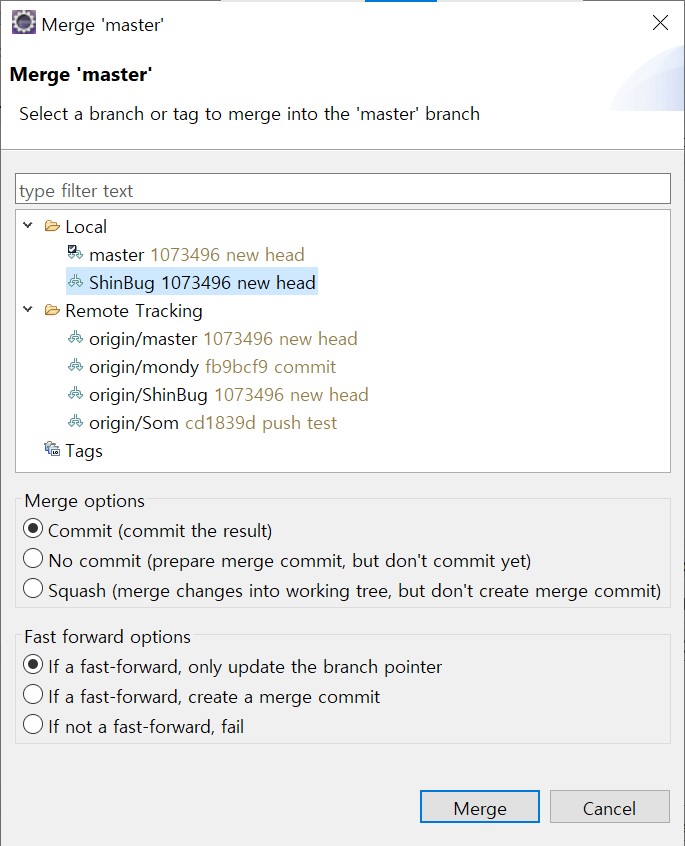 Merge 'master'
Merge 'master'
Select a branch or tag to merge into the 'master' branch
type filter text
Local
master 1073496 new head
ShinBug 1073496 new head
Remote Tracking
origin/master 1073496 new head
origin/mondy fb9bcf9 commit
origin/ShinBug 1073496 new head
origin/Som cd1839d push test
Tags
Merge options
Commit (commit the result)
No commit (prepare merge commit, but don't commit yet)
Squash (merge changes into working tree, but don't create merge commit)
Fast forward options
If a fast-forward, only update the branch pointer
If a fast-forward, create a merge commit
If not a fast-forward, fail
Merge Cancel